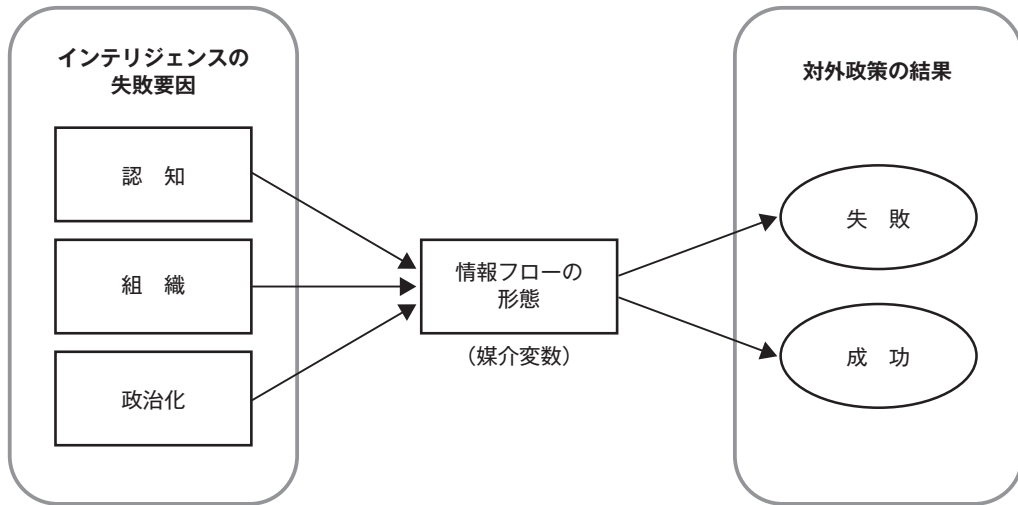 インテリジェンスの
失敗要因
認　知
組　織
政治化
情報フローの
形態
（媒介変数）
対外政策の結果
失　敗
成　功